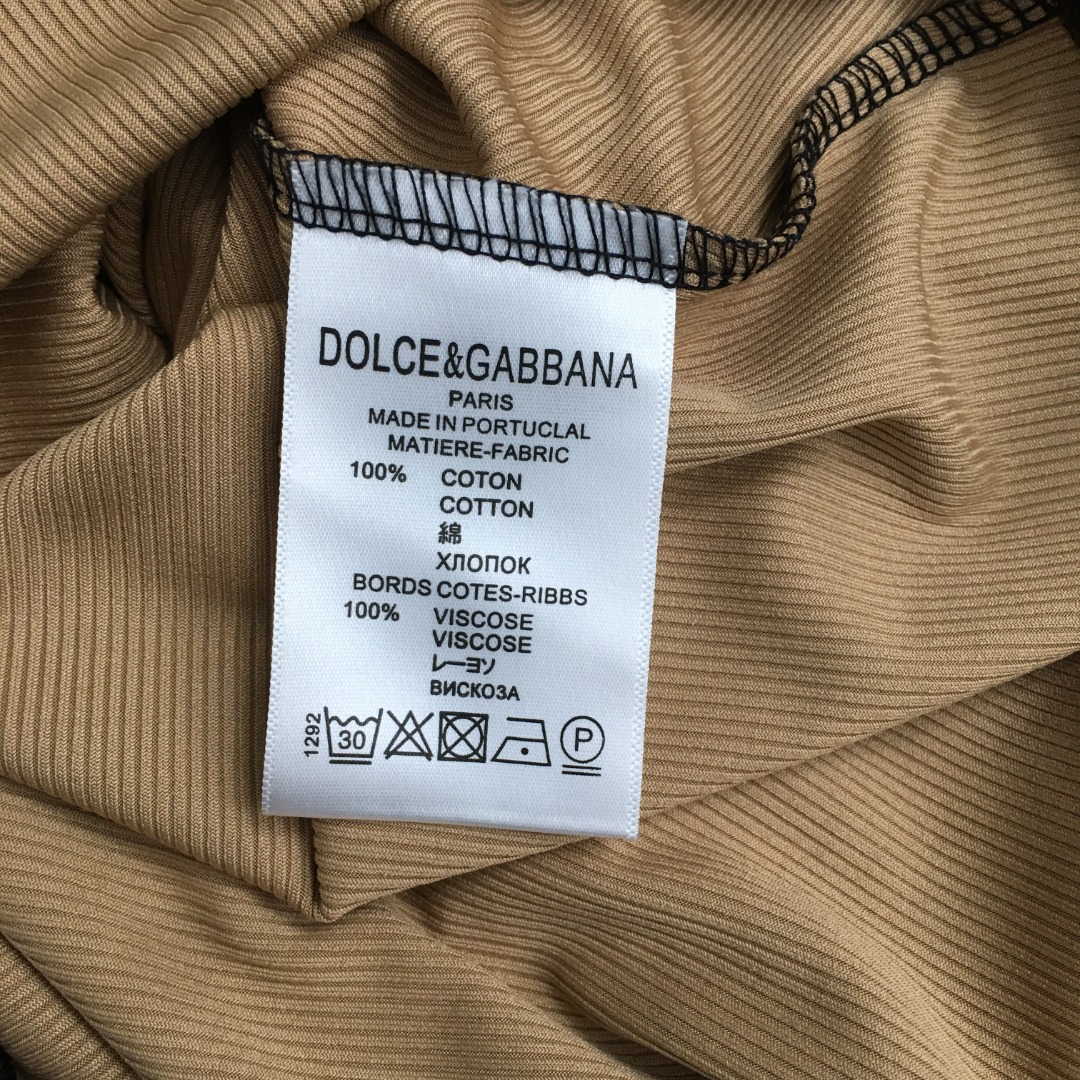 DOLCE&GABBANA
PARIS
MADE IN PORTUCLAL
MATIERE-FABRIC
100% COTON
COTTON
綿
ХЛОПОК
BORDS COTES-RIBBS
100% VISCOSE
VISCOSE
レーヨソ
ВИСКОЗА
1292 30 P